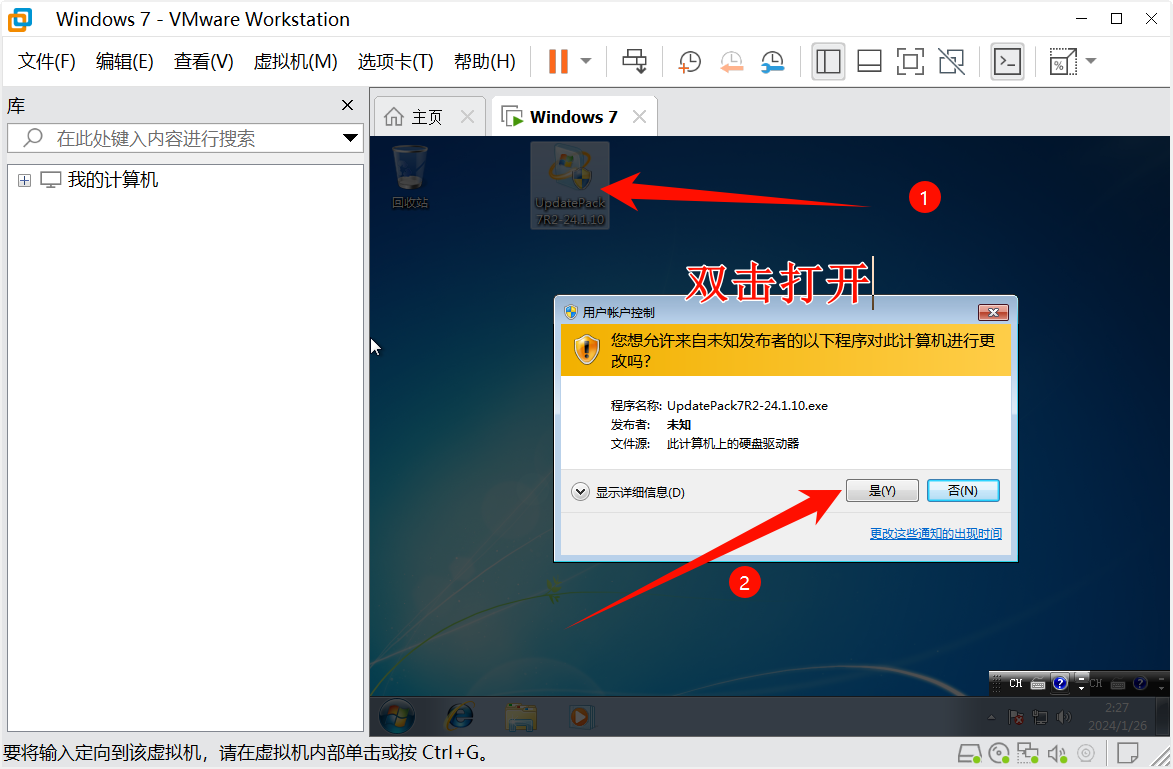 Windows 7 - VMware Workstation
文件(F) 编辑(E) 查看(V) 虚拟机(M) 选项卡(T) 帮助(H)
库
主页 Windows 7
在此处键入内容进行搜索
我的计算机
回收站
UpdatePack
7R2-24.1.10
1
双击打开
用户帐户控制
您想允许来自未知发布者的以下程序对此计算机进行更
改吗?
程序名称: UpdatePack7R2-24.1.10.exe
发布者: 未知
文件源: 此计算机上的硬盘驱动器
显示详细信息(D) 是(Y) 否(N)
更改这些通知的出现时间
2
CH CH
2:27
2024/1/26
要将输入定向到该虚拟机，请在虚拟机内部单击或按 Ctrl+G。